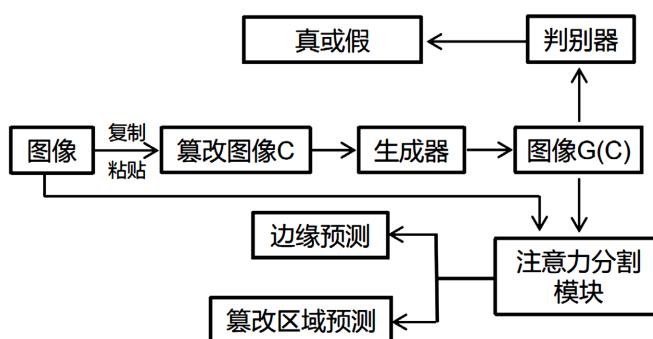 真或假
判别器
图像
复制
粘贴
篡改图像C
生成器
图像G(C)
边缘预测
注意力分割
模块
篡改区域预测